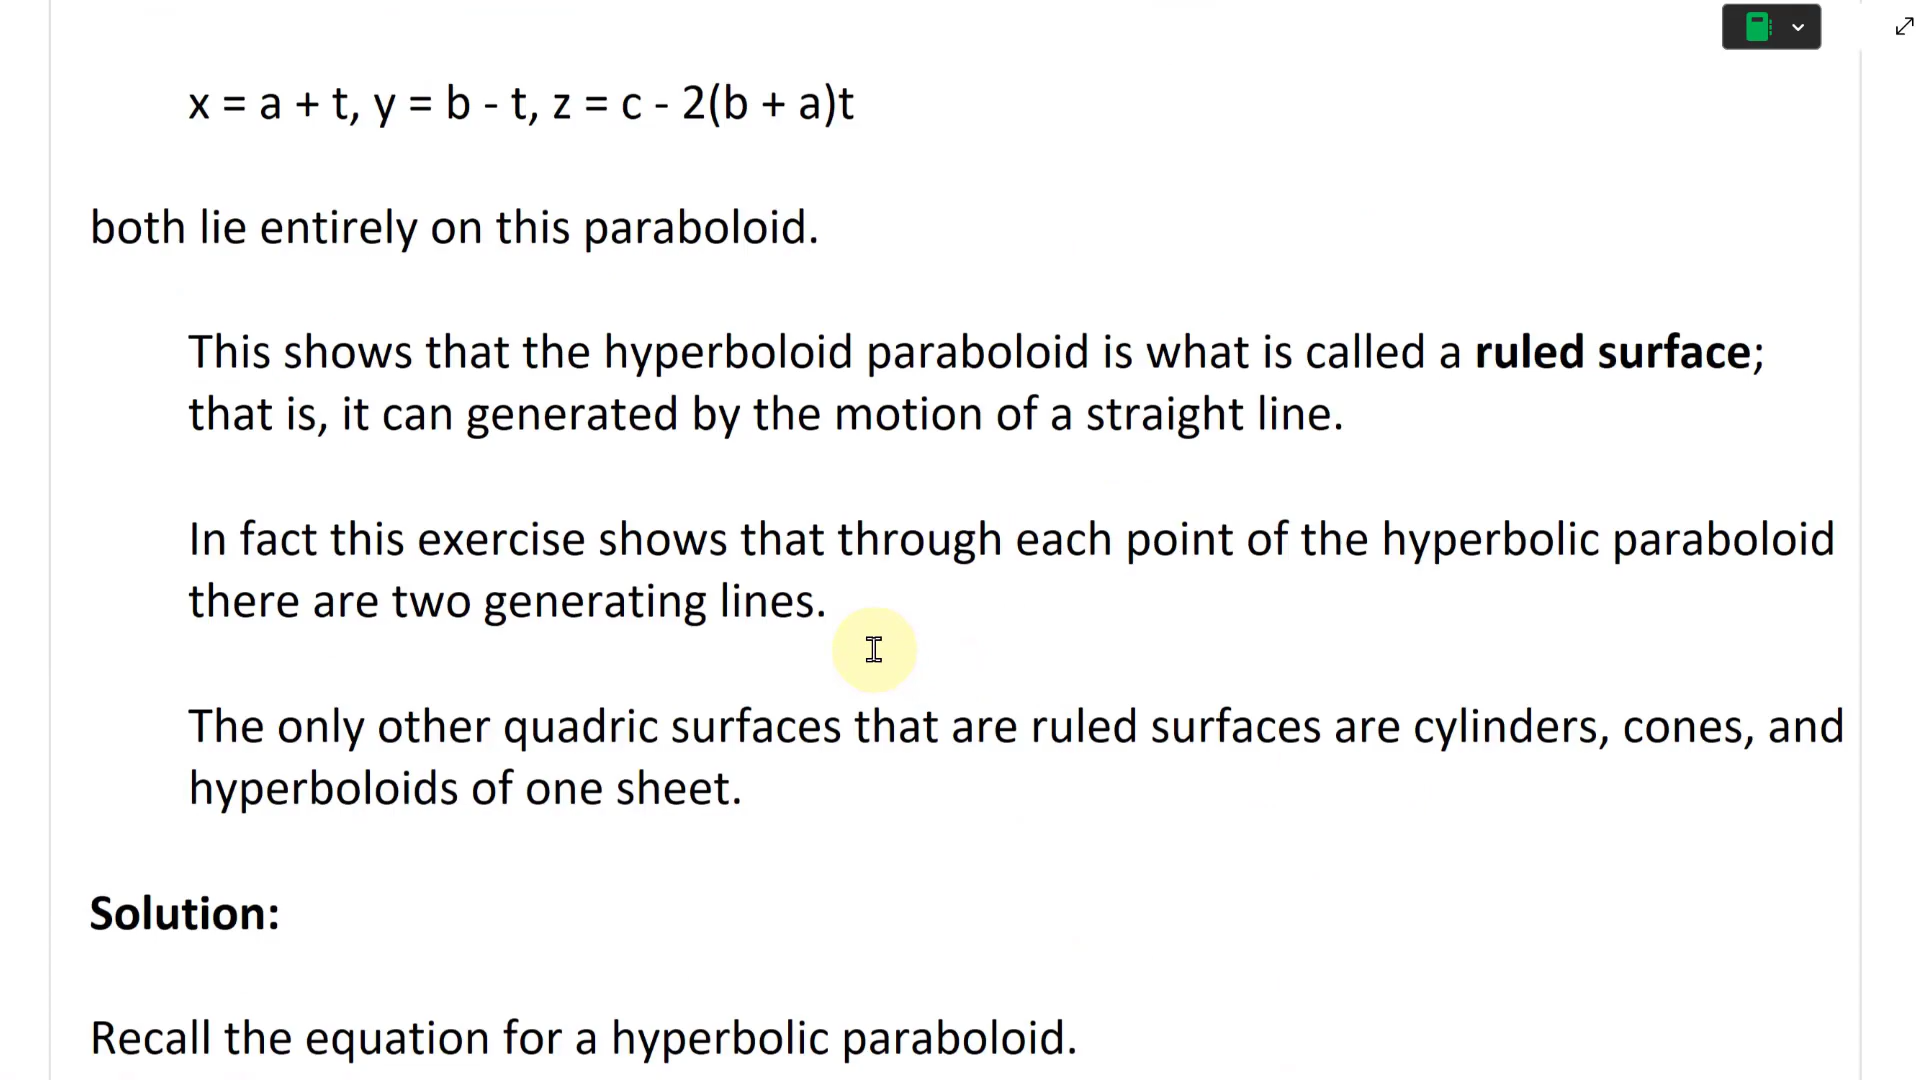 x = a + t, y = b - t, z = c - 2(b + a)t
both lie entirely on this paraboloid.
This shows that the hyperboloid paraboloid is what is called a ruled surface;
that is, it can generated by the motion of a straight line.
In fact this exercise shows that through each point of the hyperbolic paraboloid
there are two generating lines.
The only other quadric surfaces that are ruled surfaces are cylinders, cones, and
hyperboloids of one sheet.
Solution:
Recall the equation for a hyperbolic paraboloid.